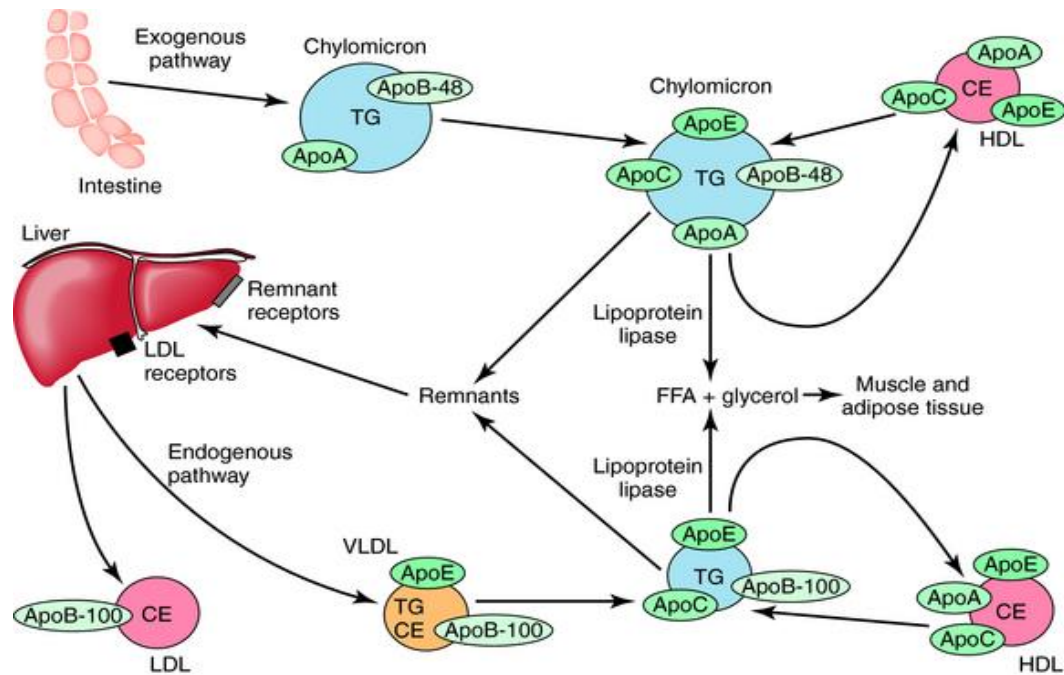 Exogenous
pathway
Intestine
Chylomicron
ApoB-48
TG
ApoA
Chylomicron
ApoE
ApoC
TG
ApoB-48
ApoA
ApoA
CE
ApoC
ApoE
HDL
Liver
Remnant
receptors
LDL
receptors
Remnants
Lipoprotein
lipase
FFA + glycerol
Muscle and
adipose tissue
Lipoprotein
lipase
Endogenous
pathway
ApoB-100
CE
LDL
VLDL
ApoE
TG
CE
ApoB-100
ApoE
TG
ApoB-100
ApoC
ApoE
ApoA
CE
ApoC
HDL